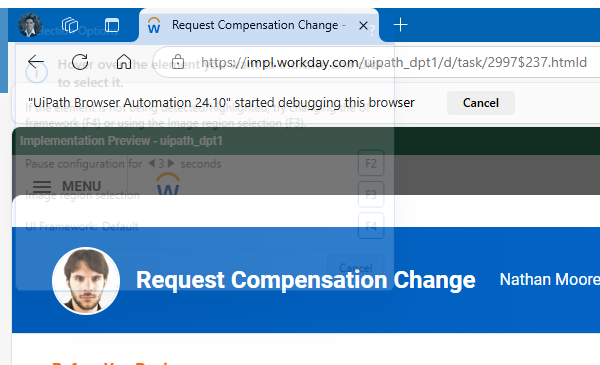 Request Compensation Change -
Selection Options
?
https://impl.workday.com/uipath_dpt1/d/task/2997$237.htmld
Hover over the element you
to select it.
"UiPath Browser Automation 24.10" started debugging this browser
Cancel
framework (F4) or using the Image region selection (F3).
Implementation Preview - uipath_dpt1
Pause configuration for 3 seconds
F2
MENU
Image region selection
F3
UI Framework: Default
F4
Cancel
Request Compensation Change
Nathan Moore